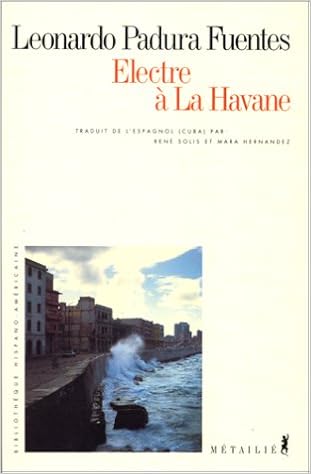 Leonardo Padura Fuentes
Electre
à La Havane
TRADUIT DE L'ESPAGNOL (CUBA) PAR
RENÉ SOLIS ET MARA HERNANDEZ
BIBLIOTHÈQUE HISPANO AMÉRICAINE
MÉTAILIÉ